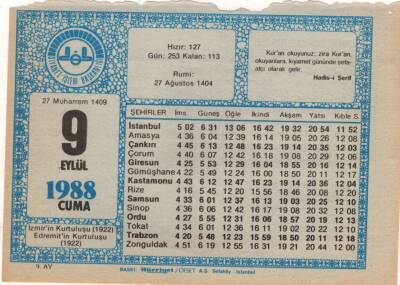 Hızır: 127
Gün: 253 Kalan: 113
Rumi:
27 Ağustos 1404
Kur'an okuyunuz; zira Kur'an,
okuyanlara, kıyamet gününde şefa-
atçi olarak gelir.
Hadis-i Şerif
27 Muharrem 1409
9
EYLÜL
1988
CUMA
İzmir'in Kurtuluşu (1922)
Edremit'in Kurtuluşu
(1922)
9. AY
ŞEHİRLER İms. Güneş Öğle İkindi Akşam Yatsı Kıble S.
İstanbul 5 02 6 31 13 06 16 42 19 32 20 54 11 52
Amasya 4 36 6 04 12 39 16 14 19 05 20 26 12 08
Çankırı 4 45 6 13 12 48 16 23 19 14 20 35 12 03
Çorum 4 40 6 07 12 42 16 18 19 08 20 29 12 06
Giresun 4 25 5 53 12 29 16 04 18 55 20 16 12 14
Gümüşhane 4 22 5 49 12 24 16 00 18 50 20 11 12 17
Kastamonu 4 43 6 12 12 47 16 23 19 14 20 36 12 04
Rize 4 16 5 45 12 20 15 56 18 46 20 08 12 20
Samsun 4 33 6 01 12 37 16 12 19 03 20 25 12 10
Sinop 4 36 6 06 12 42 16 17 19 08 20 32 12 08
Ordu 4 27 5 55 12 31 16 06 18 57 20 19 12 13
Tokat 4 34 6 01 12 36 16 12 19 02 20 22 12 10
Trabzon 4 20 5 48 12 23 15 59 18 50 20 11 12 18
Zonguldak 4 51 6 19 12 55 16 31 19 21 20 44 12 00
BASKI: Hürriyet / OFSET A.Ş. Sefaköy - İstanbul